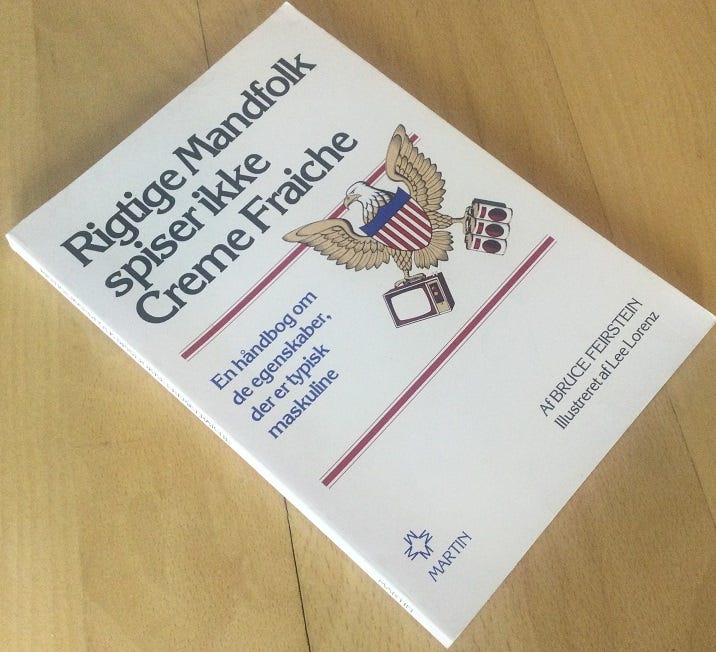 Rigtige Mandfolk
spiser ikke
Creme Fraiche
En håndbog om
de egenskaber,
der er typisk
maskuline
Af BRUCE FEIRSTEIN
Illustreret af Lee Lorenz
MARTIN
MARTIN